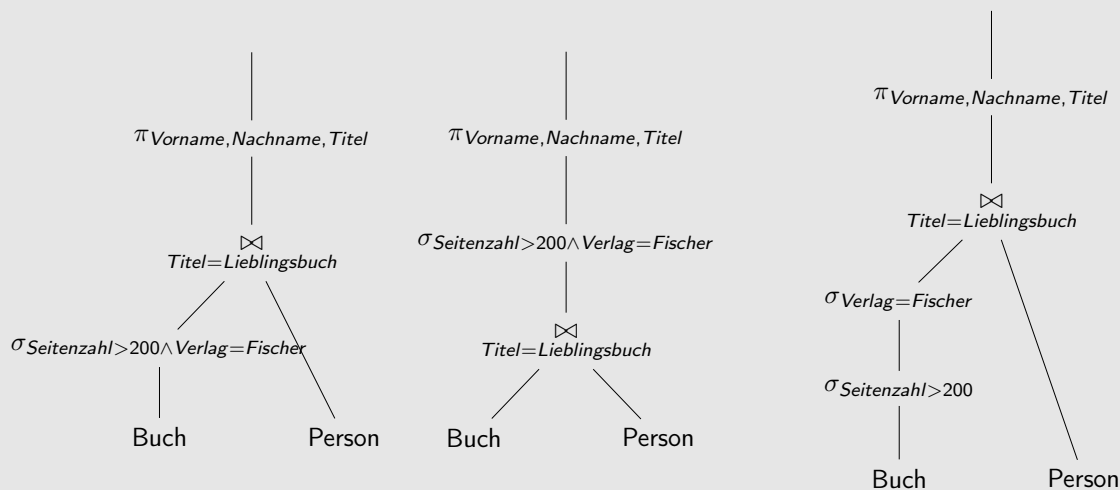 π Vorname,Nachname,Titel
⋈
Titel=Lieblingsbuch
σ Seitenzahl>200∧Verlag=Fischer
Buch Person
π Vorname,Nachname,Titel
σ Seitenzahl>200∧Verlag=Fischer
⋈
Titel=Lieblingsbuch
Buch Person
π Vorname,Nachname,Titel
⋈
Titel=Lieblingsbuch
σ Verlag=Fischer
σ Seitenzahl>200
Buch Person